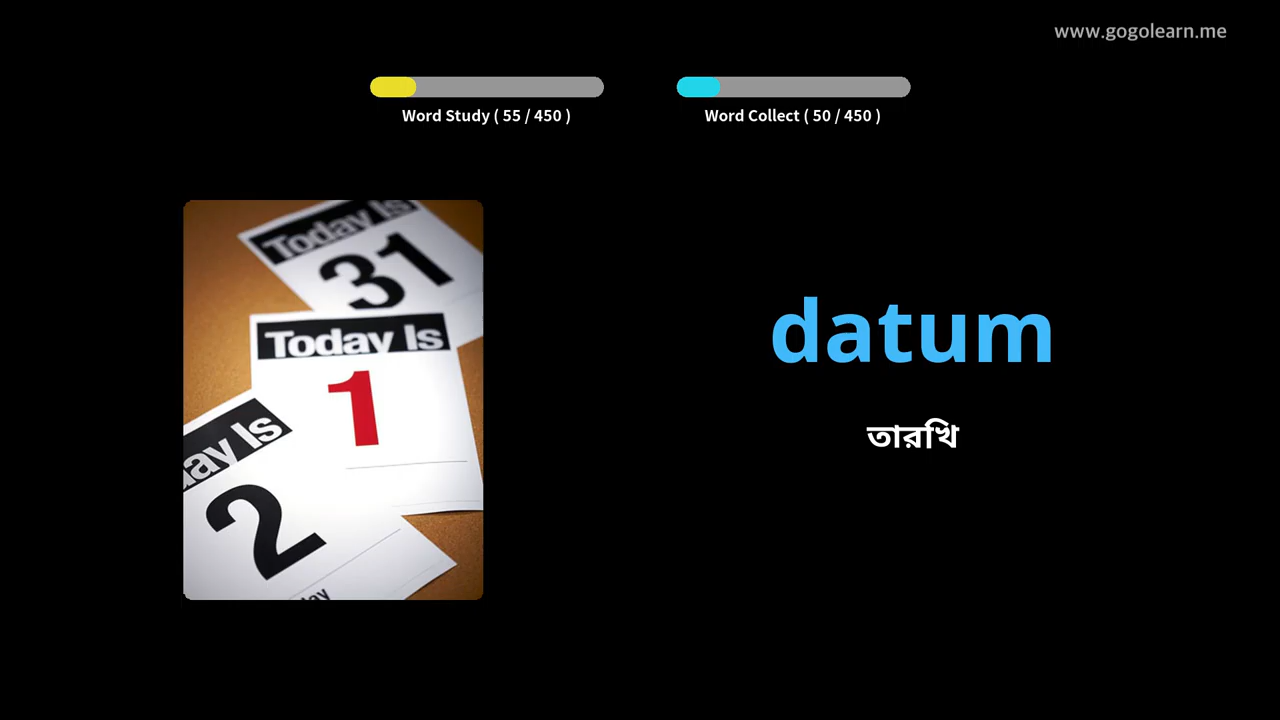 www.gogolearn.me
Word Study ( 55 / 450 )
Word Collect ( 50 / 450 )
Today Is
31
Today Is
1
ay Is
2
datum
তারখি